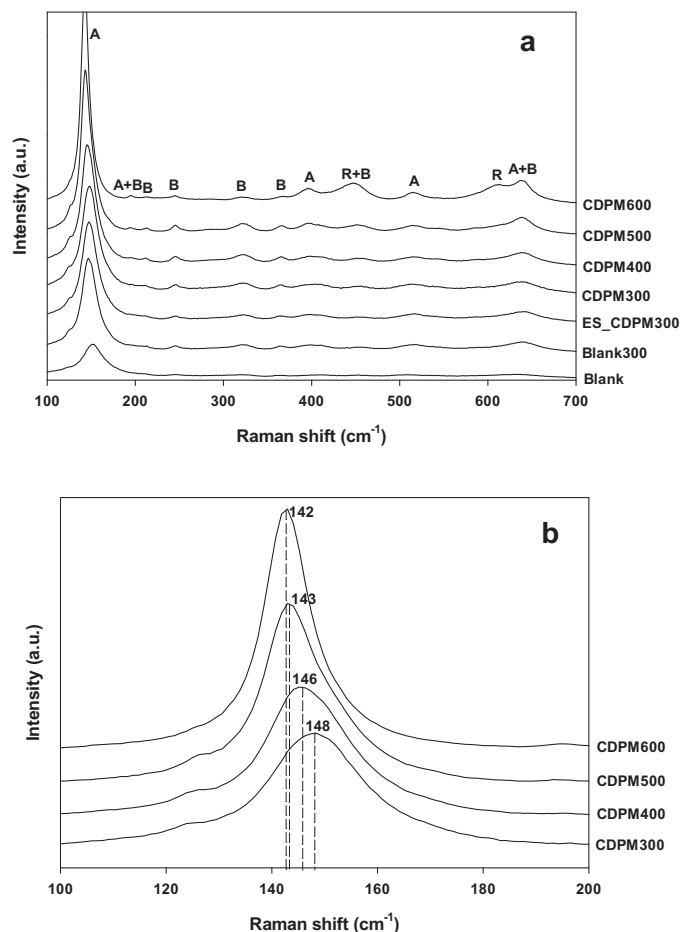 a
A
A+B
B
B
B
B
A
R+B
A
R
A+B
CDPM600
CDPM500
CDPM400
CDPM300
ES_CDPM300
Blank300
Blank
Intensity (a.u.)
100 200 300 400 500 600 700
Raman shift (cm-1)
b
142
143
146
148
CDPM600
CDPM500
CDPM400
CDPM300
Intensity (a.u.)
100 120 140 160 180 200
Raman shift (cm-1)